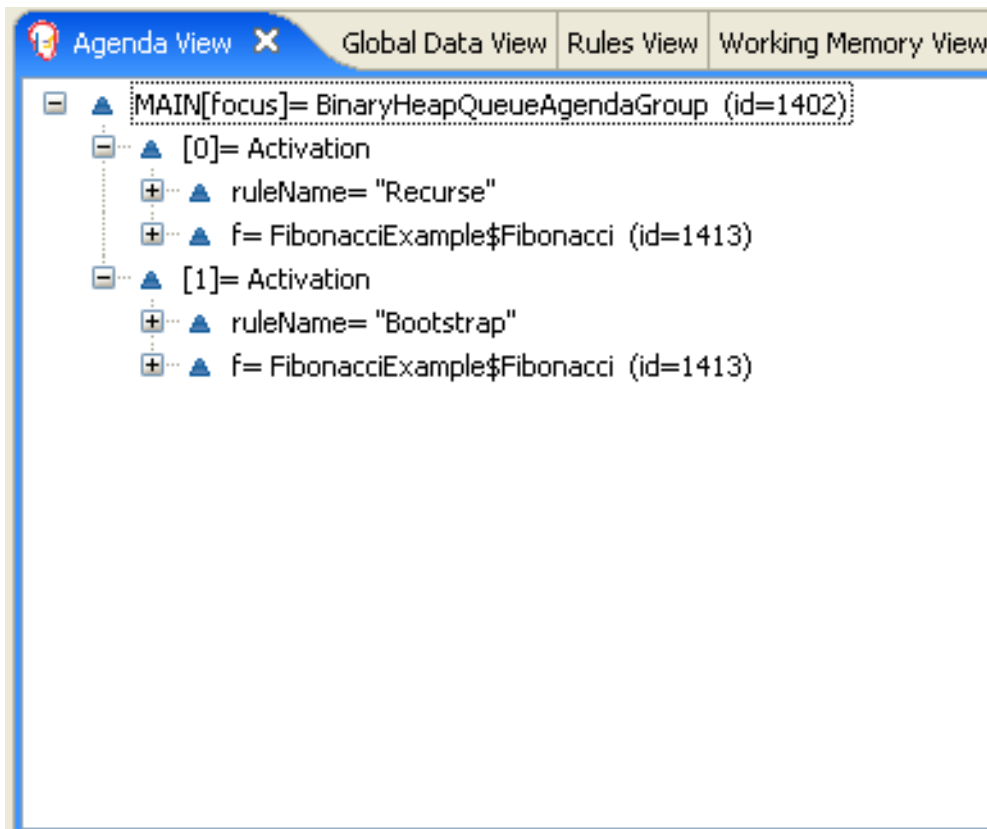 Agenda View Global Data View Rules View Working Memory View
MAIN[focus]= BinaryHeapQueueAgendaGroup (id=1402)
[0]= Activation
ruleName= "Recurse"
f= FibonacciExample$Fibonacci (id=1413)
[1]= Activation
ruleName= "Bootstrap"
f= FibonacciExample$Fibonacci (id=1413)